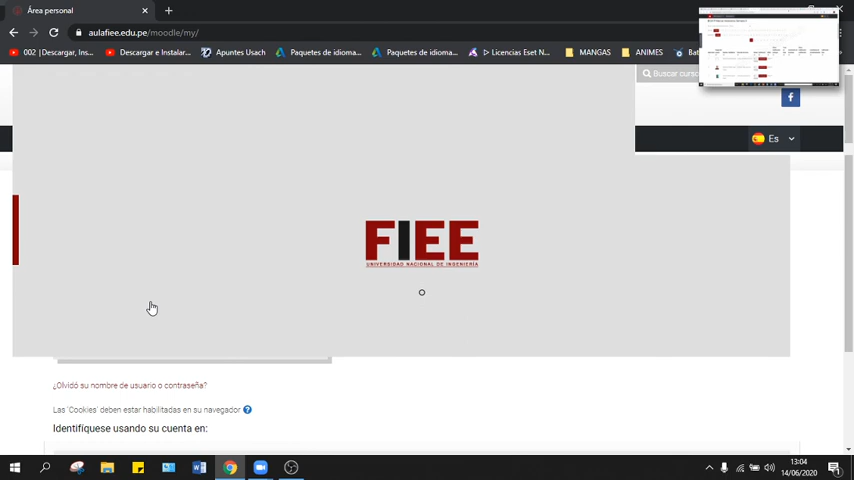 Área personal
aulafiee.edu.pe/moodle/my/
002 |Descargar, Inst...
Descargar e Instalar...
Apuntes Usach
Paquetes de idioma...
Paquetes de idioma...
▷ Licencias Eset N...
MANGAS
ANIMES
Bat
Buscar curso
Es
FIEE
UNIVERSIDAD NACIONAL DE INGENIERÍA
¿Olvidó su nombre de usuario o contraseña?
Las 'Cookies' deben estar habilitadas en su navegador
Identifíquese usando su cuenta en:
13:04
14/06/2020